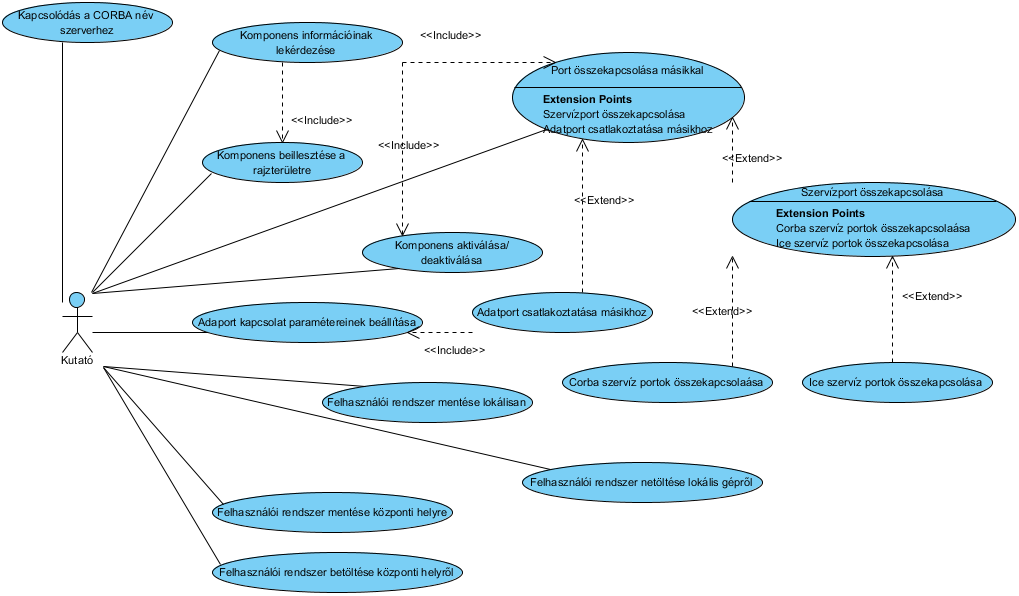 Kapcsolódás a CORBA név
szerverhez
Komponens információinak
lekérdezése
<<Include>>
Port összekapcsolása másikkal
Extension Points
Szervízport összekapcsolása
Adatport csatlakoztatása másikhoz
<<Include>>
<<Include>>
Komponens beillesztése a
rajzterületre
<<Extend>>
Szervízport összekapcsolása
Extension Points
Corba szervíz portok összekapcsolaása
Ice szervíz portok összekapcsolása
<<Extend>>
Komponens aktiválása/
deaktiválása
<<Extend>>
<<Extend>>
Adaport kapcsolat paramétereinek beállítása
Adatport csatlakoztatása másikhoz
<<Include>>
Kutató
Corba szervíz portok összekapcsolaása
Ice szervíz portok összekapcsolása
Felhasználói rendszer mentése lokálisan
Felhasználói rendszer netöltése lokális gépről
Felhasználói rendszer mentése központi helyre
Felhasználói rendszer betöltése központi helyről